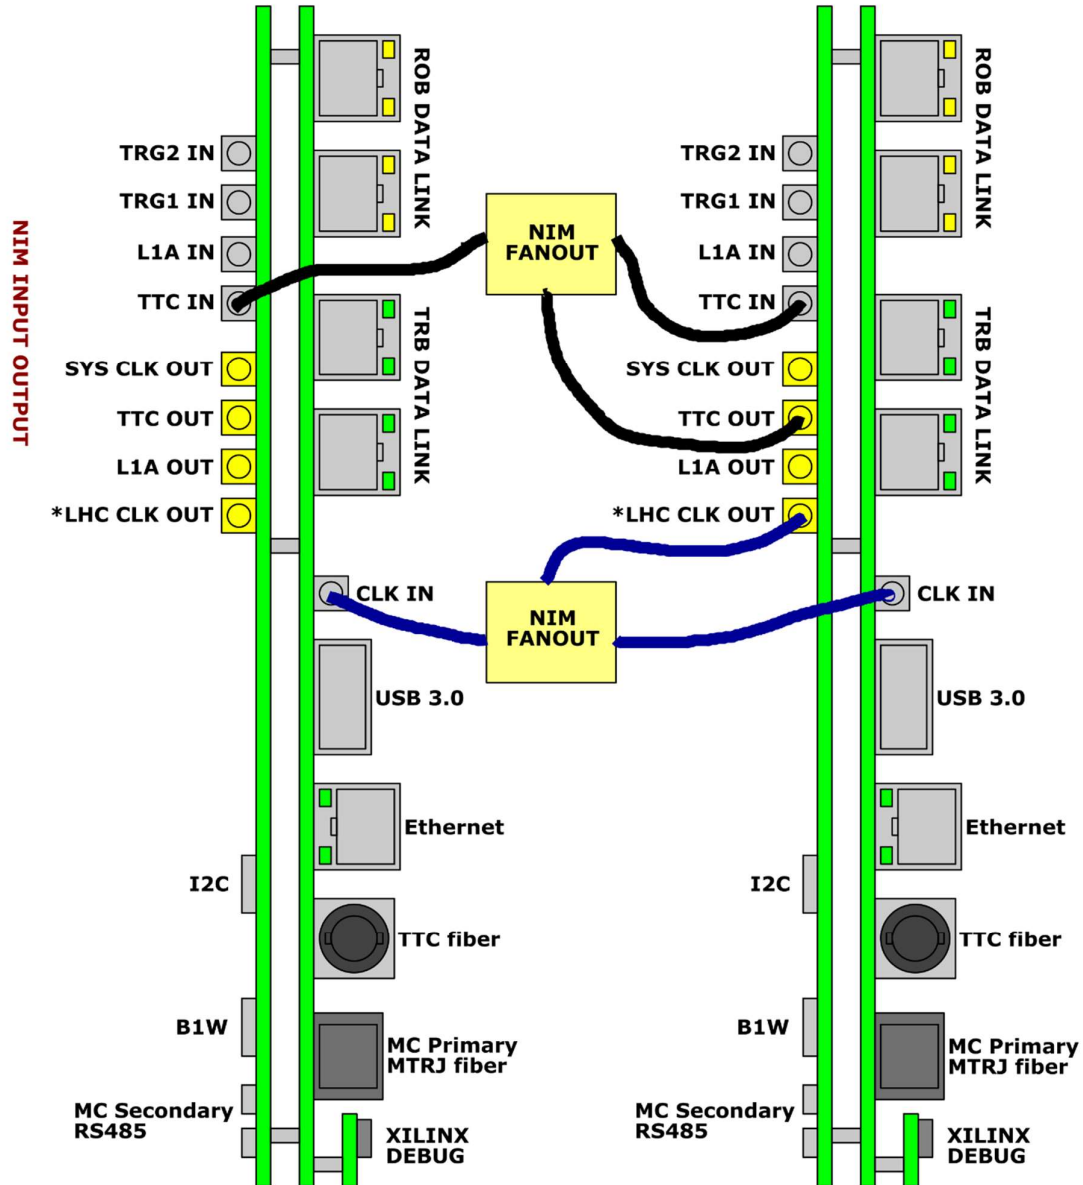 NIM INPUT OUTPUT
TRG2 IN
TRG1 IN
L1A IN
TTC IN
SYS CLK OUT
TTC OUT
L1A OUT
*LHC CLK OUT
I2C
B1W
MC Secondary
RS485
ROB DATA LINK
TRB DATA LINK
CLK IN
USB 3.0
Ethernet
TTC fiber
MC Primary
MTRJ fiber
XILINX
DEBUG
NIM
FANOUT
NIM
FANOUT
TRG2 IN
TRG1 IN
L1A IN
TTC IN
SYS CLK OUT
TTC OUT
L1A OUT
*LHC CLK OUT
I2C
B1W
MC Secondary
RS485
ROB DATA LINK
TRB DATA LINK
CLK IN
USB 3.0
Ethernet
TTC fiber
MC Primary
MTRJ fiber
XILINX
DEBUG